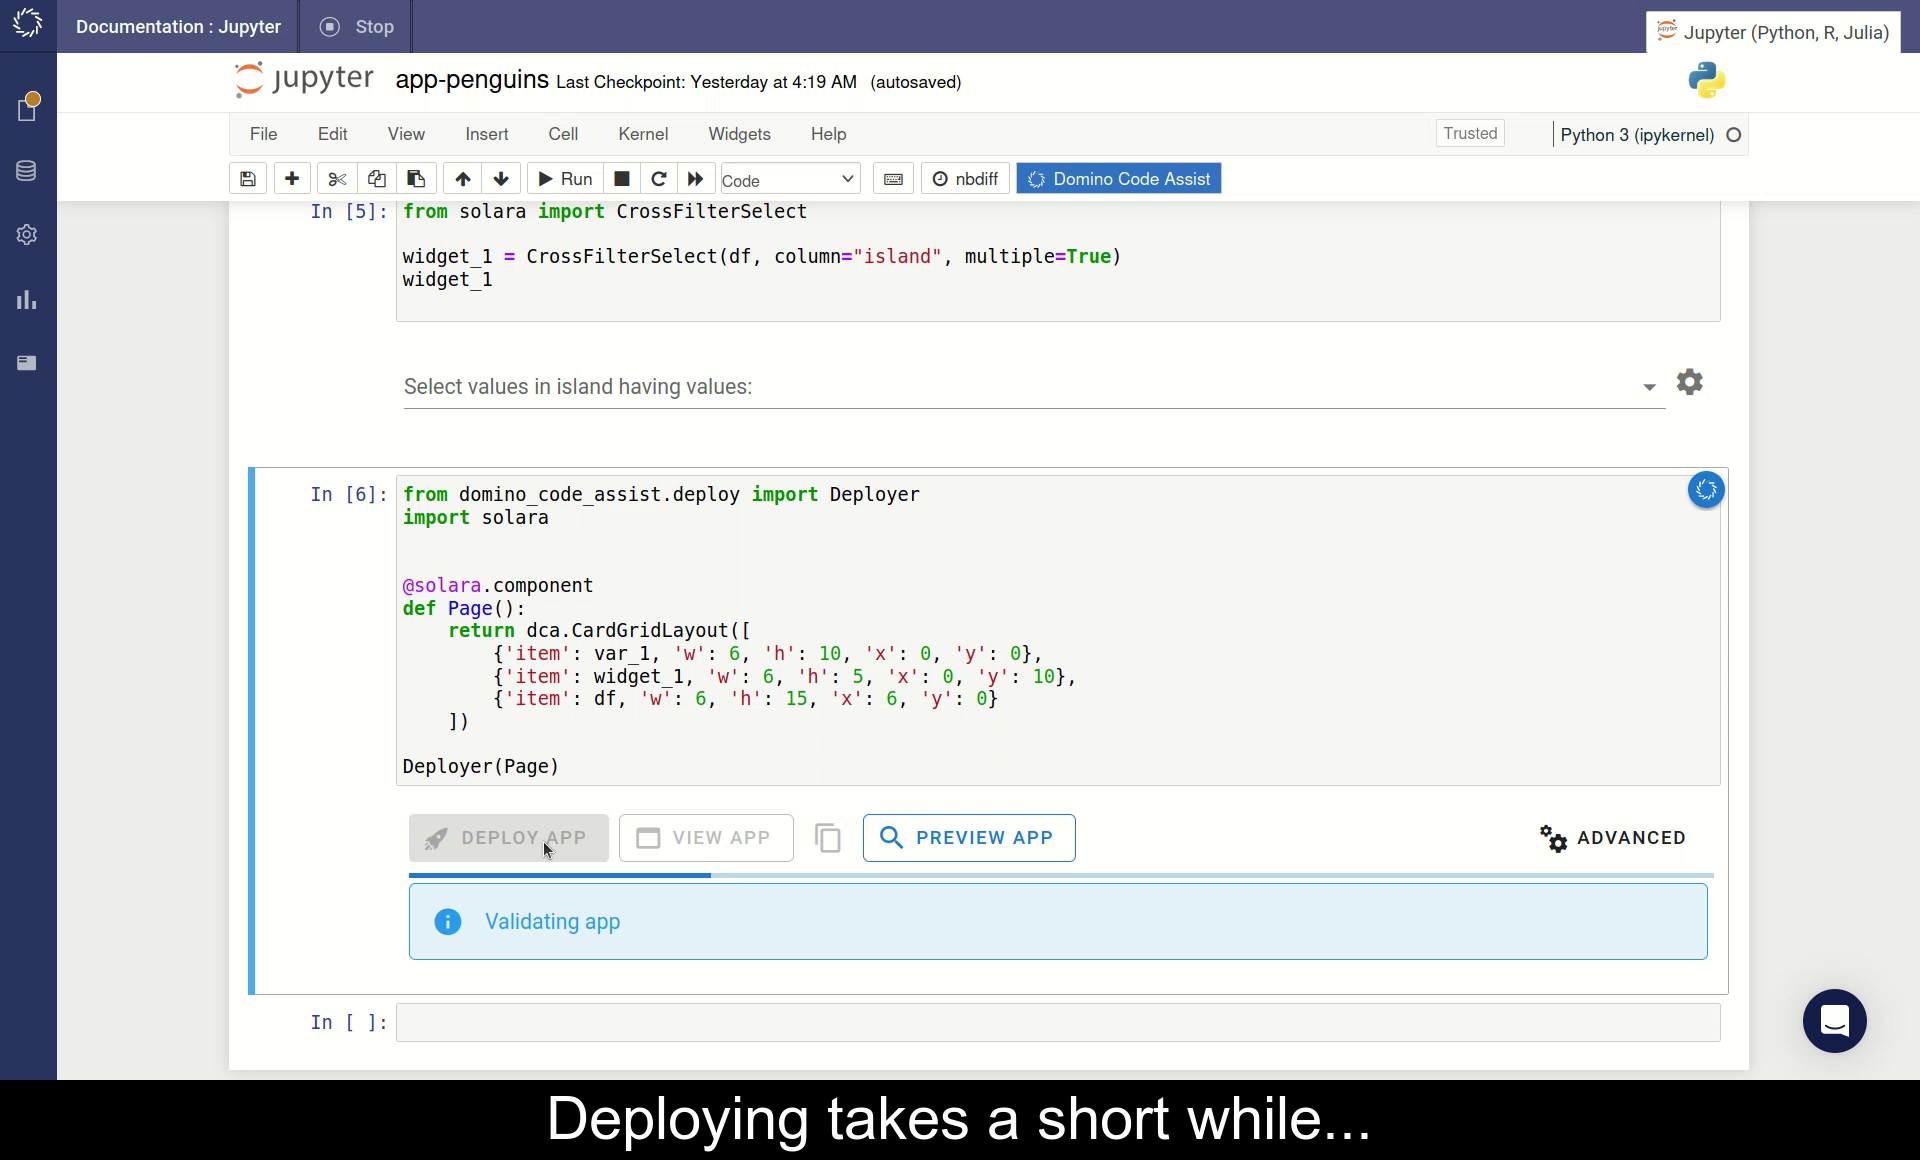 Documentation : Jupyter
Stop
Jupyter (Python, R, Julia)
jupyter app-penguins Last Checkpoint: Yesterday at 4:19 AM (autosaved)
File Edit View Insert Cell Kernel Widgets Help
Trusted
Python 3 (ipykernel)
Run
Code
nbdiff
Domino Code Assist
In [5]: from solara import CrossFilterSelect
widget_1 = CrossFilterSelect(df, column="island", multiple=True)
widget_1
Select values in island having values:
In [6]: from domino_code_assist.deploy import Deployer
import solara
@solara.component
def Page():
    return dca.CardGridLayout([
        {'item': var_1, 'w': 6, 'h': 10, 'x': 0, 'y': 0},
        {'item': widget_1, 'w': 6, 'h': 5, 'x': 0, 'y': 10},
        {'item': df, 'w': 6, 'h': 15, 'x': 6, 'y': 0}
    ])
Deployer(Page)
DEPLOY APP
VIEW APP
PREVIEW APP
ADVANCED
Validating app
In [ ]:
Deploying takes a short while...